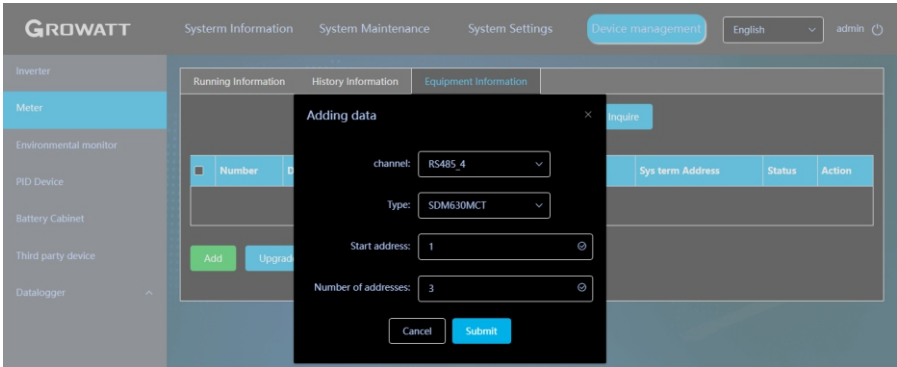 GROWATT
Systerm Information
System Maintenance
System Settings
Device management
English
admin
Inverter
Meter
Environmental monitor
PID Device
Battery Cabinet
Third party device
Datalogger
Running Information
History Information
Equipment Information
Inquire
Number
D
Sys term Address
Status
Action
Add
Upgrade
Adding data
channel: RS485_4
Type: SDM630MCT
Start address: 1
Number of addresses: 3
Cancel
Submit